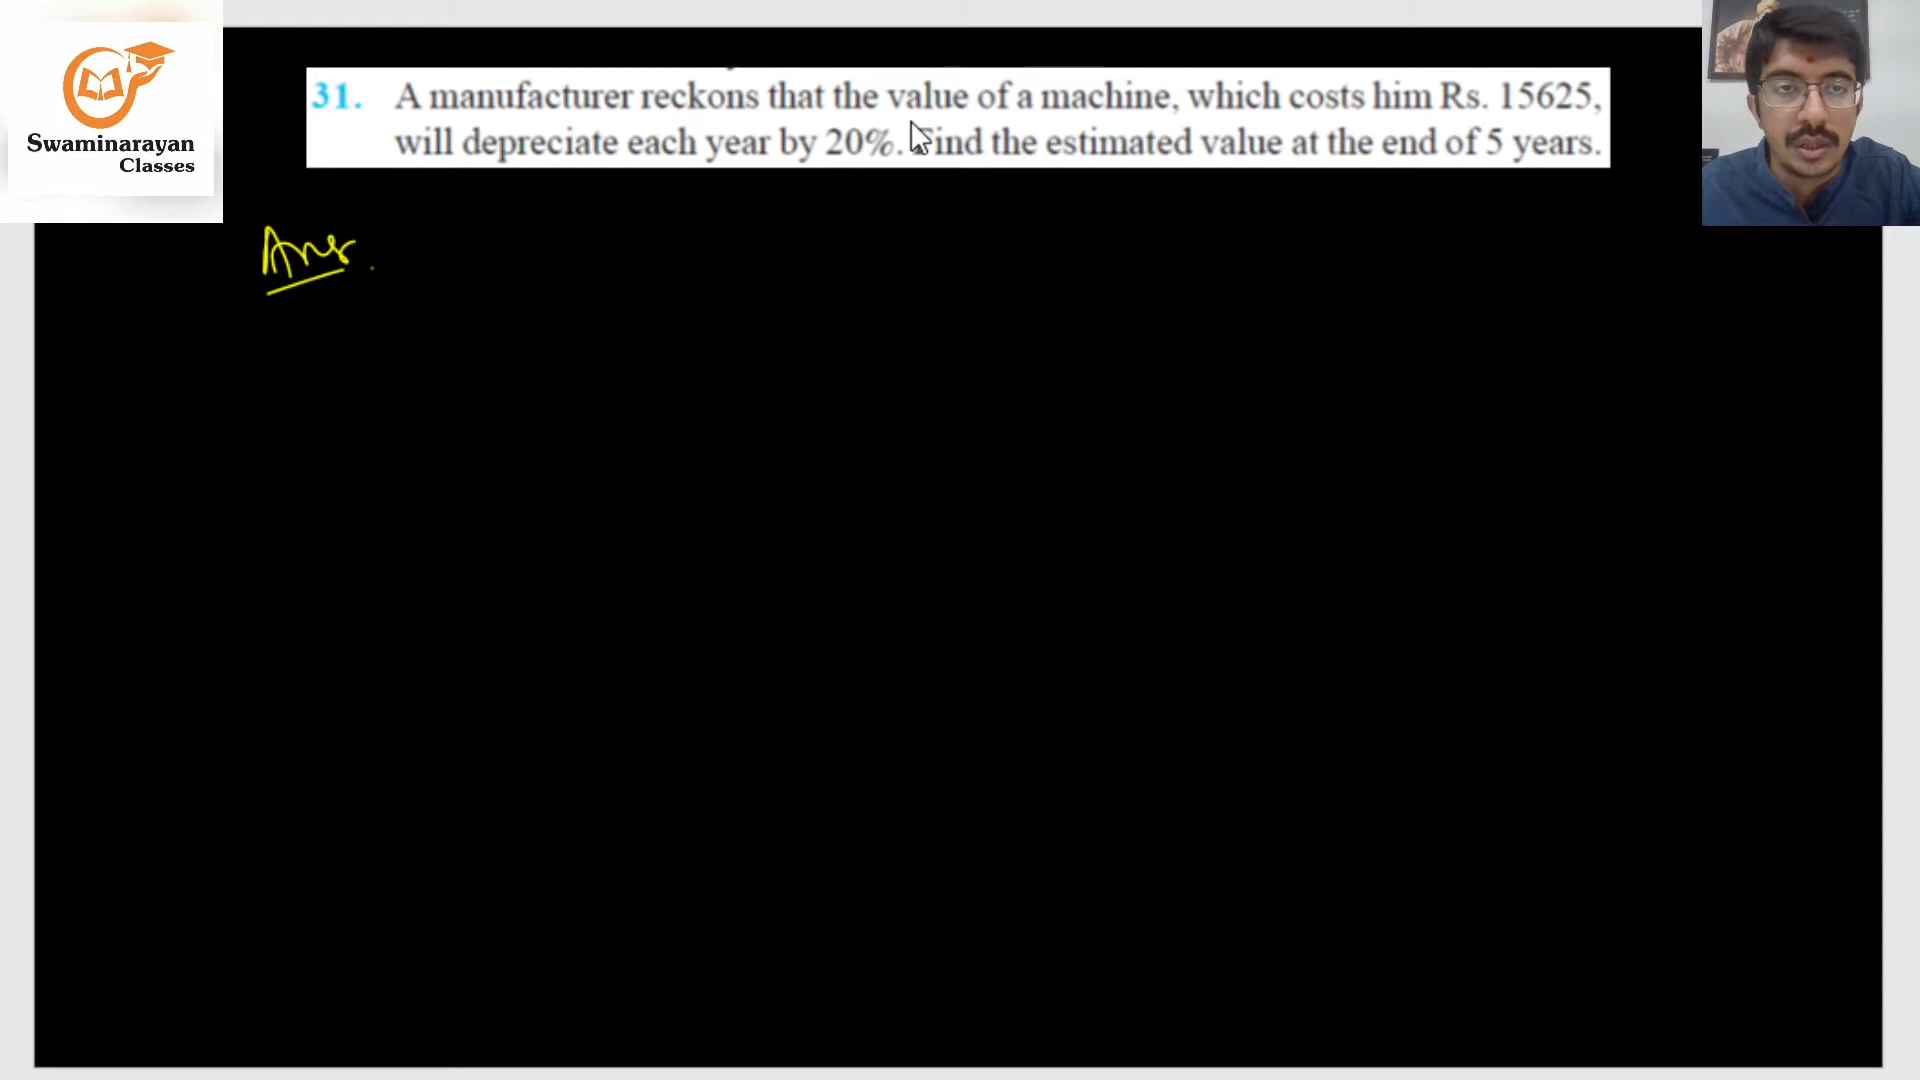 Swaminarayan
Classes
31. A manufacturer reckons that the value of a machine, which costs him Rs. 15625,
will depreciate each year by 20%. Find the estimated value at the end of 5 years.
Ans.